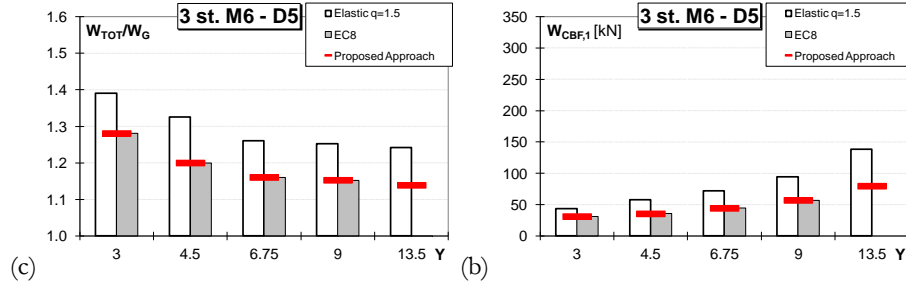 3 st. M6 - D5
W_TOT/W_G
Elastic q=1.5
EC8
Proposed Approach
1.6
1.5
1.4
1.3
1.2
1.1
1.0
3 4.5 6.75 9 13.5 Y
(c)
3 st. M6 - D5
W_CBF,1 [kN]
Elastic q=1.5
EC8
Proposed Approach
350
300
250
200
150
100
50
0
3 4.5 6.75 9 13.5 Y
(b)